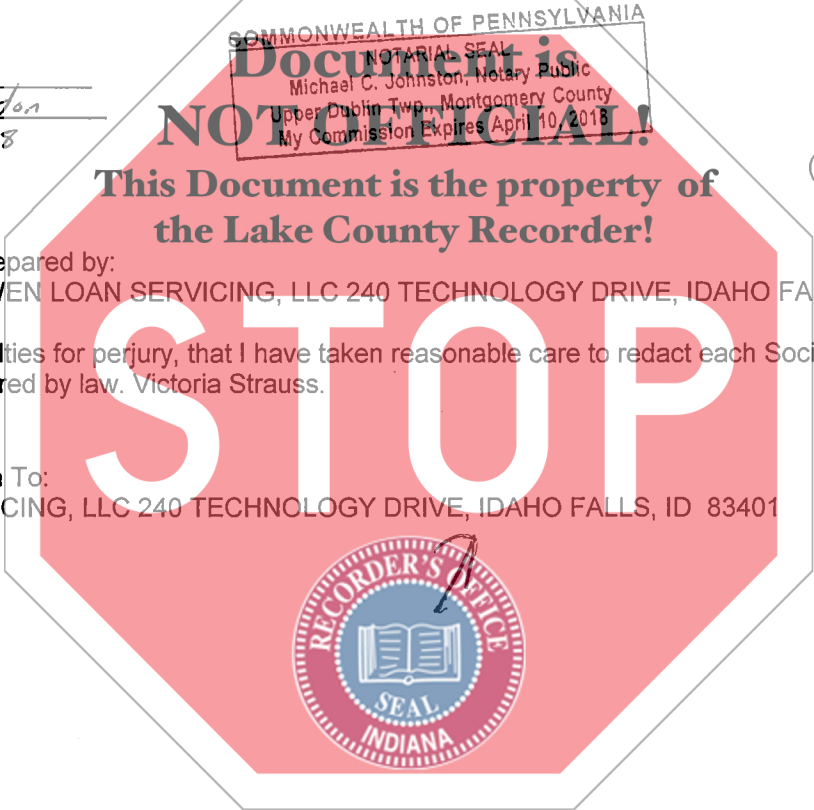 COMMONWEALTH OF PENNSYLVANIA
NOTARIAL SEAL
Michael C. Johnston, Notary Public
Upper Dublin Twp., Montgomery County
My Commission Expires April 10, 2018
Document is
NOT OFFICIAL!
This Document is the property of
the Lake County Recorder!
epared by:
EN LOAN SERVICING, LLC 240 TECHNOLOGY DRIVE, IDAHO FA
ties for perjury, that I have taken reasonable care to redact each Soci
red by law. Victoria Strauss.
STOP
To:
CING, LLC 240 TECHNOLOGY DRIVE, IDAHO FALLS, ID 83401
RECORDER'S OFFICE
SEAL
INDIANA